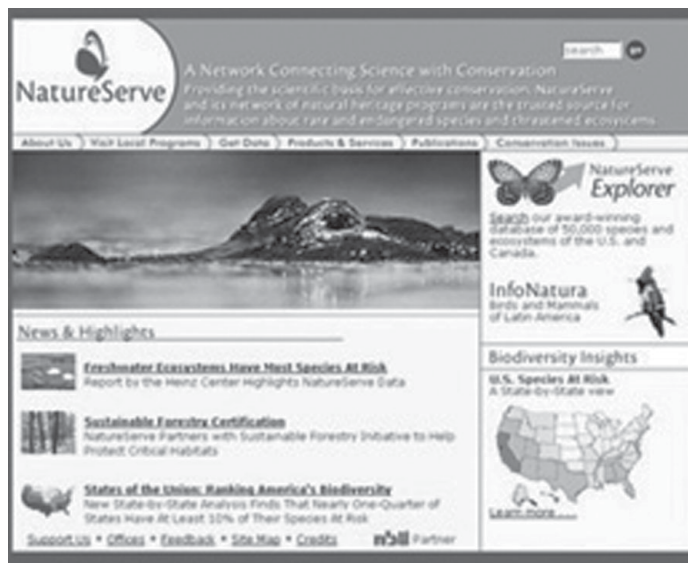 search go
NatureServe
A Network Connecting Science with Conservation
Providing the scientific basis for effective conservation. NatureServe
and its network of natural heritage programs are the trusted source for
information about rare and endangered species and threatened ecosystems.
About Us Visit Local Programs Get Data Products & Services Publications Conservation Issues
NatureServe
Explorer
Search our award-winning
database of 50,000 species and
ecosystems of the U.S. and
Canada.
InfoNatura
Birds and Mammals
of Latin America
News & Highlights
Freshwater Ecosystems Have Most Species At Risk
Report by the Heinz Center Highlights NatureServe Data
Sustainable Forestry Certification
NatureServe Partners with Sustainable Forestry Initiative to Help
Protect Critical Habitats
States of the Union: Ranking America's Biodiversity
New State-by-State Analysis Finds That Nearly One-Quarter of
States Have At Least 10% of Their Species At Risk
Support Us * Offices * Feedback * Site Map * Credits
nbii Partner
Biodiversity Insights
U.S. Species At Risk
A State-by-State view
Learn more......